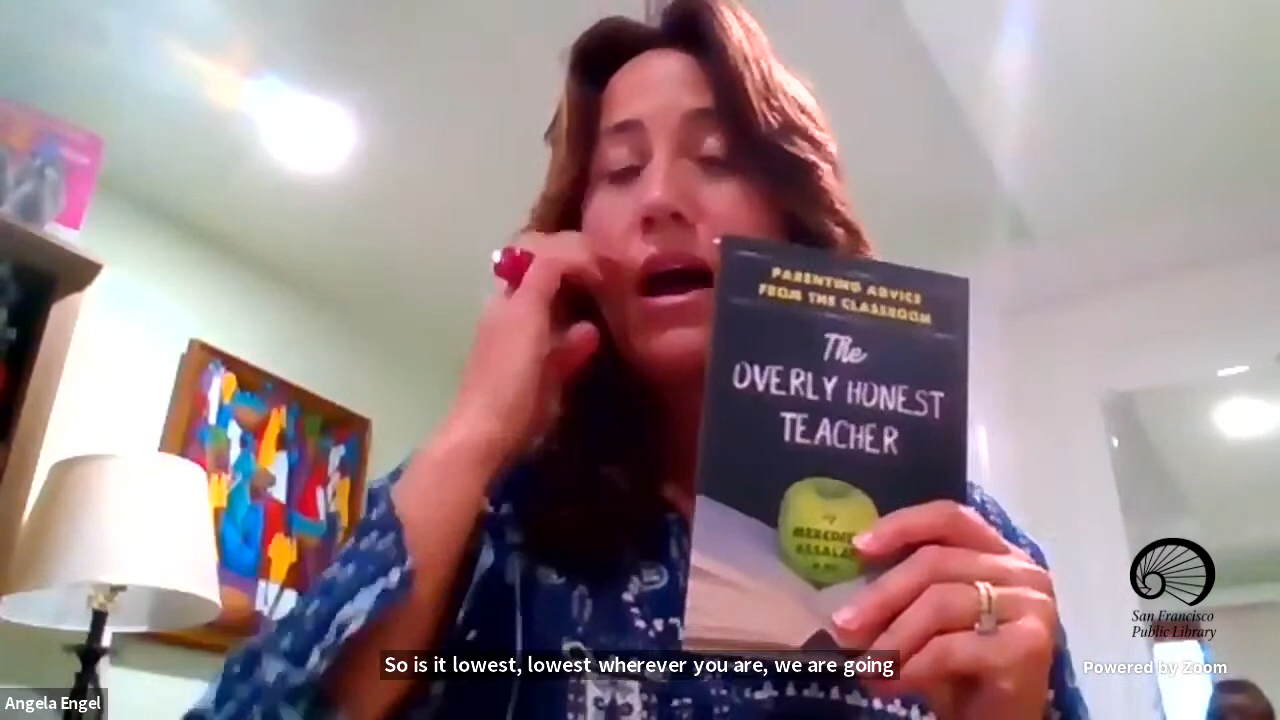 PARENTING ADVICE
FROM THE CLASSROOM
The
OVERLY HONEST
TEACHER
San Francisco
Public Library
So is it lowest, lowest wherever you are, we are going
Powered by Zoom
Angela Engel